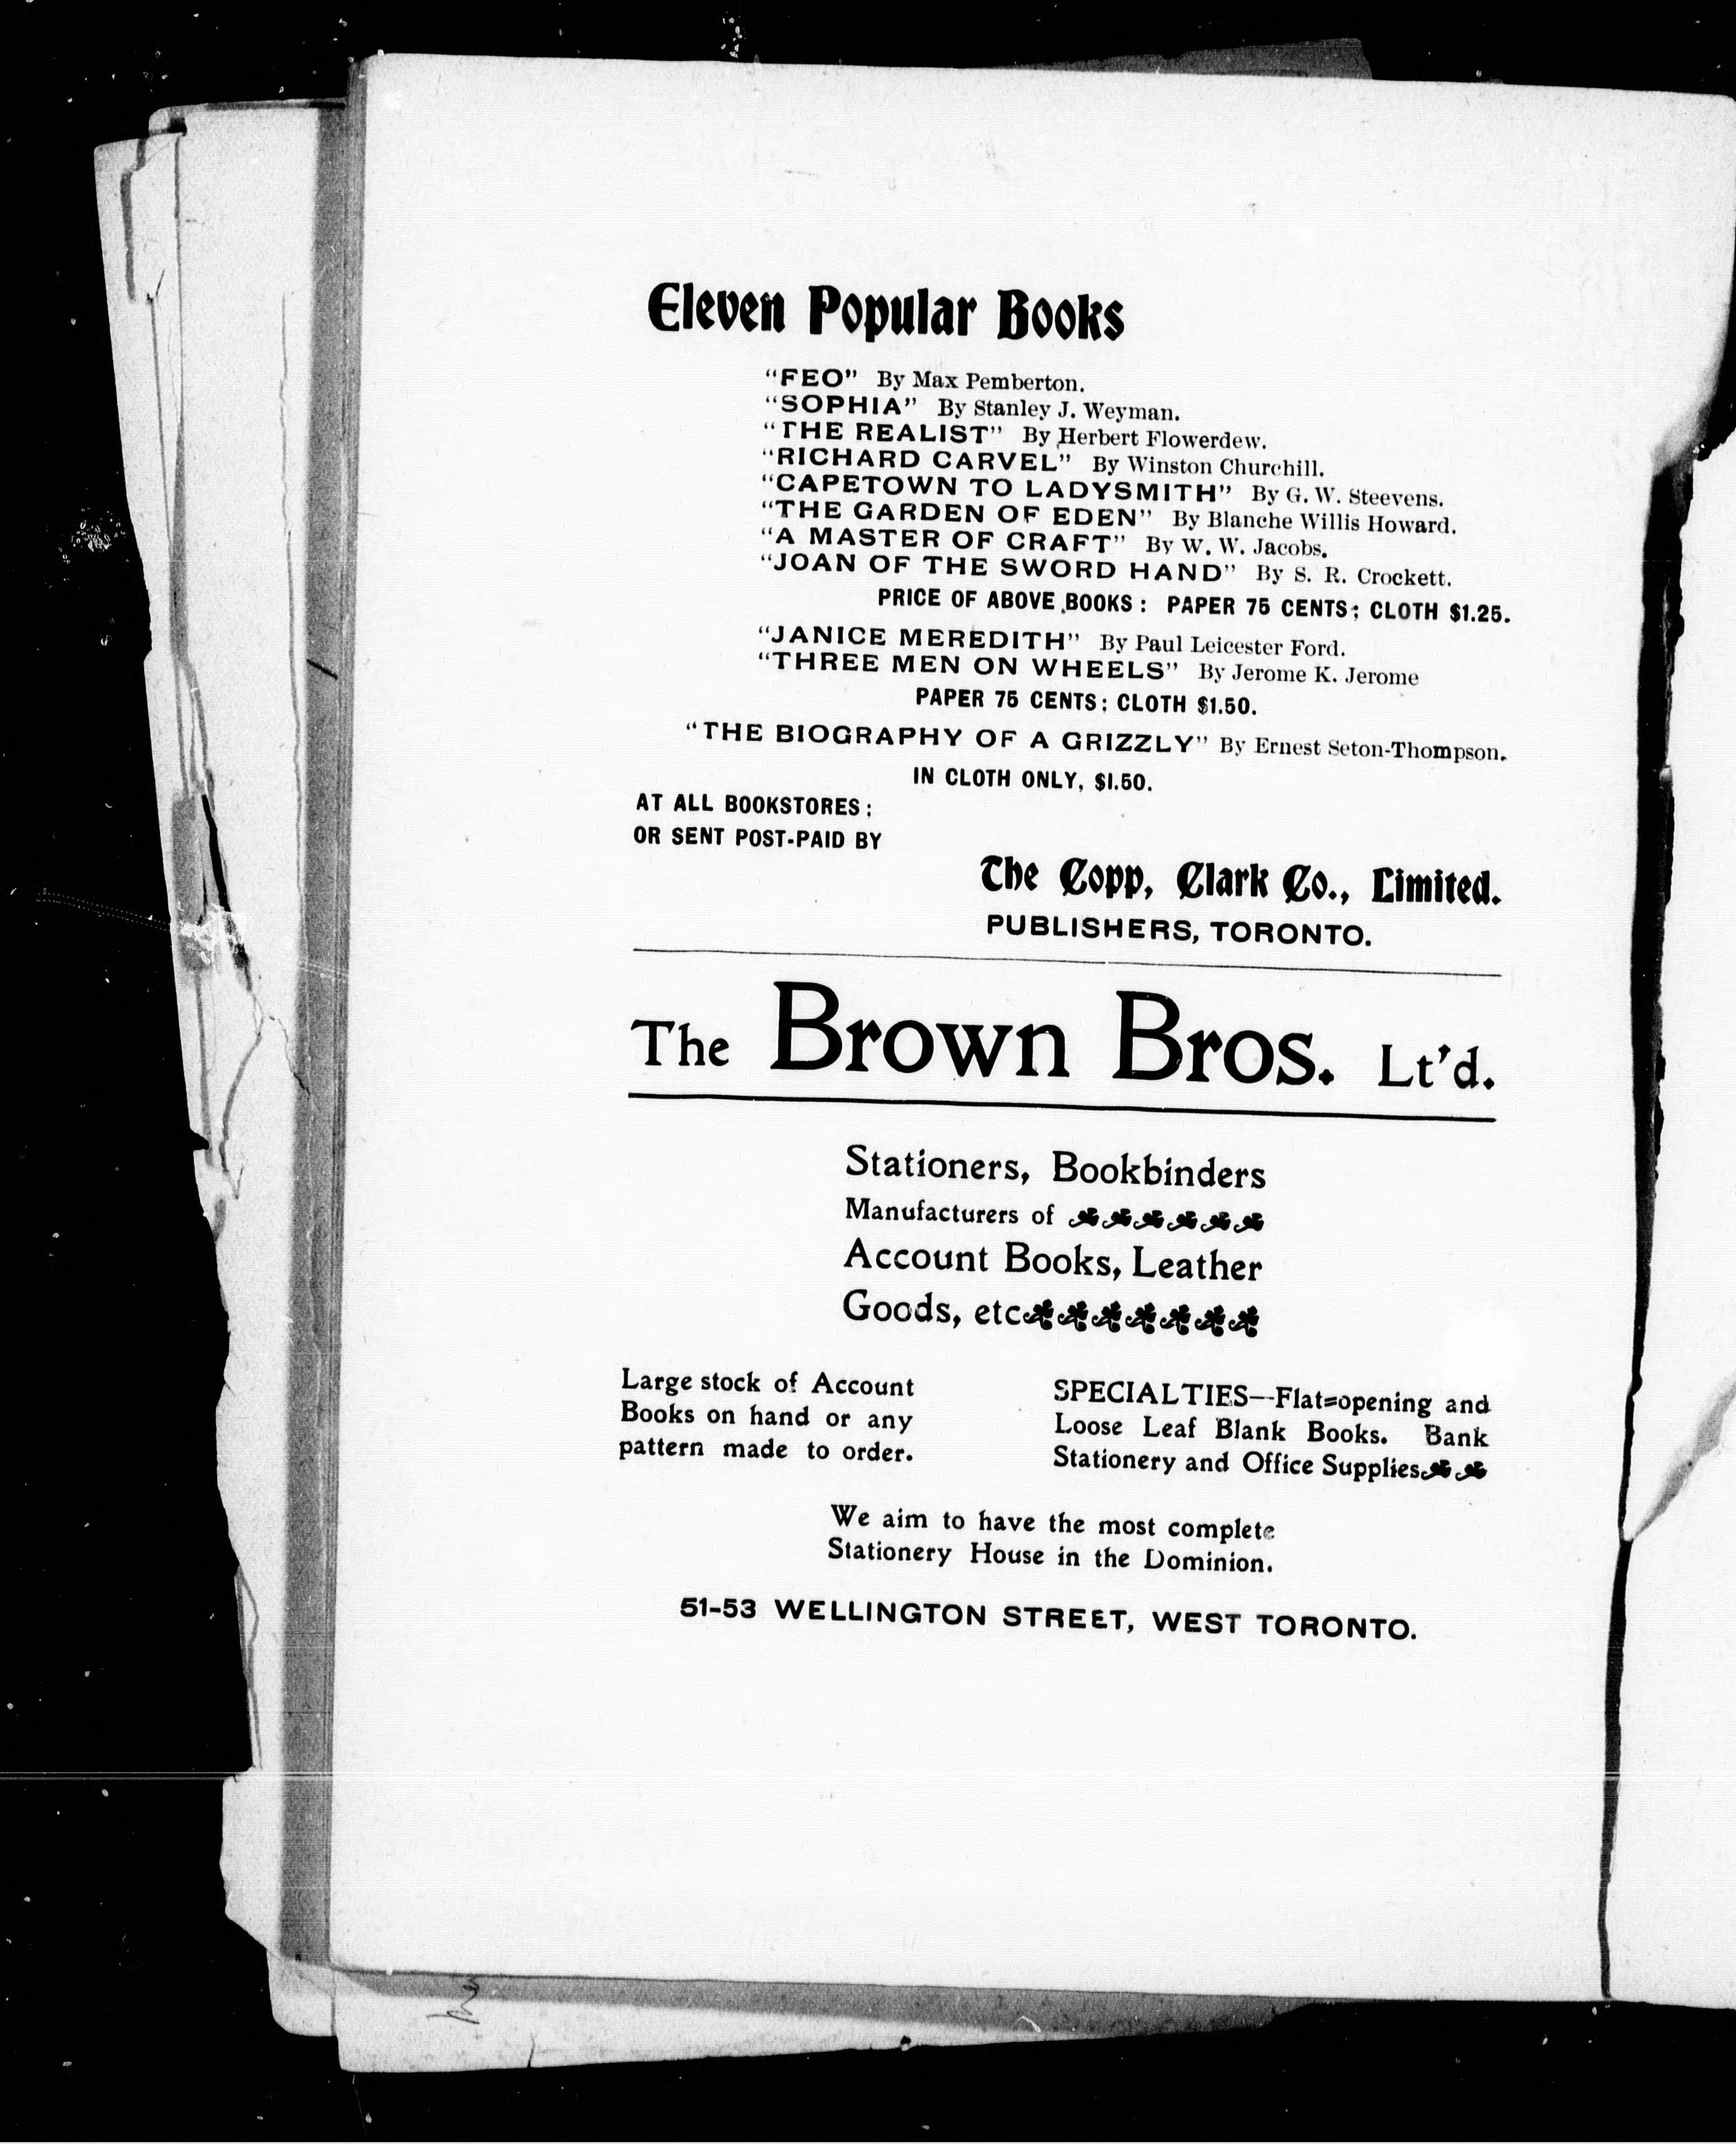 Eleven Popular Books
“FEO” By Max Pemberton.
“SOPHIA” By Stanley J. Weyman.
“THE REALIST” By Herbert Flowerdew.
“RICHARD CARVEL” By Winston Churchill.
“CAPETOWN TO LADYSMITH” By G. W. Steevens.
“THE GARDEN OF EDEN” By Blanche Willis Howard.
“A MASTER OF CRAFT” By W. W. Jacobs.
“JOAN OF THE SWORD HAND” By S. R. Crockett.
PRICE OF ABOVE BOOKS : PAPER 75 CENTS; CLOTH $1.25.
“JANICE MEREDITH” By Paul Leicester Ford.
“THREE MEN ON WHEELS” By Jerome K. Jerome
PAPER 75 CENTS; CLOTH $1.50.
“THE BIOGRAPHY OF A GRIZZLY” By Ernest Seton-Thompson.
IN CLOTH ONLY, $1.50.
AT ALL BOOKSTORES;
OR SENT POST-PAID BY
The Copp, Clark Co., Limited.
PUBLISHERS, TORONTO.
The Brown Bros. Lt’d.
Stationers, Bookbinders
Manufacturers of
Account Books, Leather
Goods, etc
Large stock of Account
Books on hand or any
pattern made to order.
SPECIALTIES—Flat=opening and
Loose Leaf Blank Books. Bank
Stationery and Office Supplies
We aim to have the most complete
Stationery House in the Dominion.
51-53 WELLINGTON STREET, WEST TORONTO.